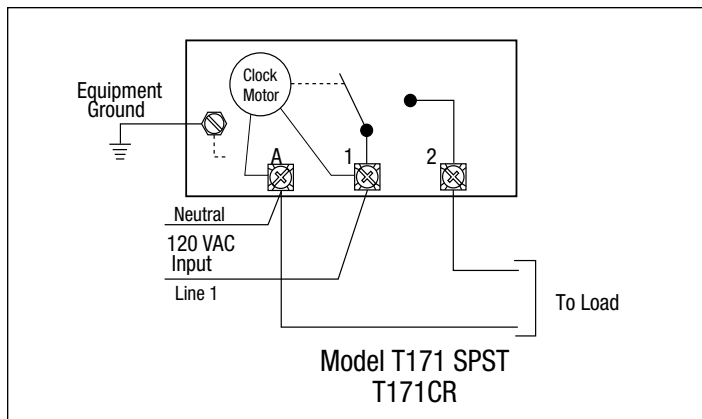 Clock
Motor
Equipment
Ground
A
1
2
Neutral
120 VAC
Input
Line 1
To Load
Model T171 SPST
T171CR